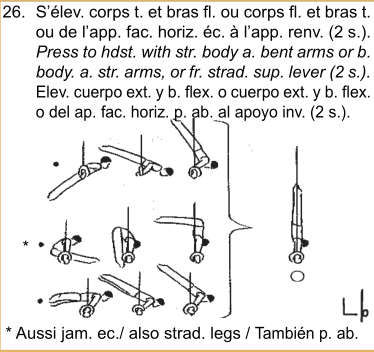 26. S'élev. corps t. et bras fl. ou corps fl. et bras t.
ou de l'app. fac. horiz. éc. à l'app. renv. (2 s.).
Press to hdst. with str. body a. bent arms or b.
body. a. str. arms, or fr. strad. sup. lever (2 s.).
Elev. cuerpo ext. y b. flex. o cuerpo ext. y b. flex.
o del ap. fac. horiz. p. ab. al apoyo inv. (2 s.).
*
* Aussi jam. ec./ also strad. legs / También p. ab.